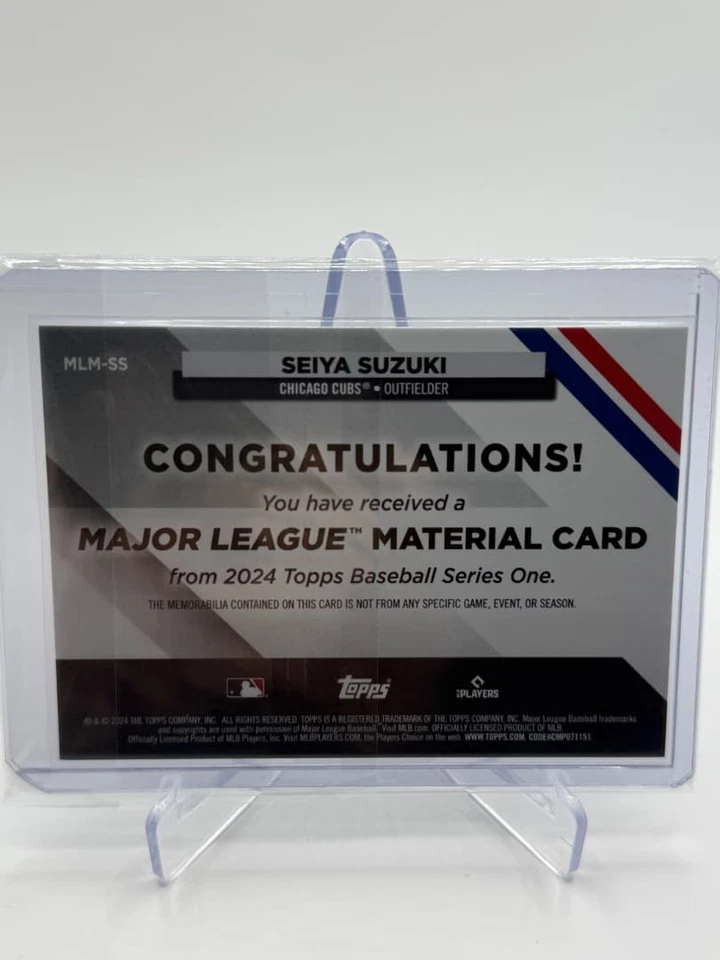 MLM-SS
SEIYA SUZUKI
CHICAGO CUBS® • OUTFIELDER
CONGRATULATIONS!
You have received a
MAJOR LEAGUE™ MATERIAL CARD
from 2024 Topps Baseball Series One.
THE MEMORABILIA CONTAINED ON THIS CARD IS NOT FROM ANY SPECIFIC GAME, EVENT, OR SEASON.
Topps
PLAYERS
® & © 2024 THE TOPPS COMPANY, INC. ALL RIGHTS RESERVED. TOPPS IS A REGISTERED TRADEMARK OF THE TOPPS COMPANY, INC. Major League Baseball trademarks
and copyrights are used with permission of Major League Baseball. Visit MLB.com. OFFICIALLY LICENSED PRODUCT OF MLB
Officially Licensed Product of MLB Players, Inc. Visit MLBPLAYERS.COM, the Players Choice on the web. WWW.TOPPS.COM. CODE#CMP071151.